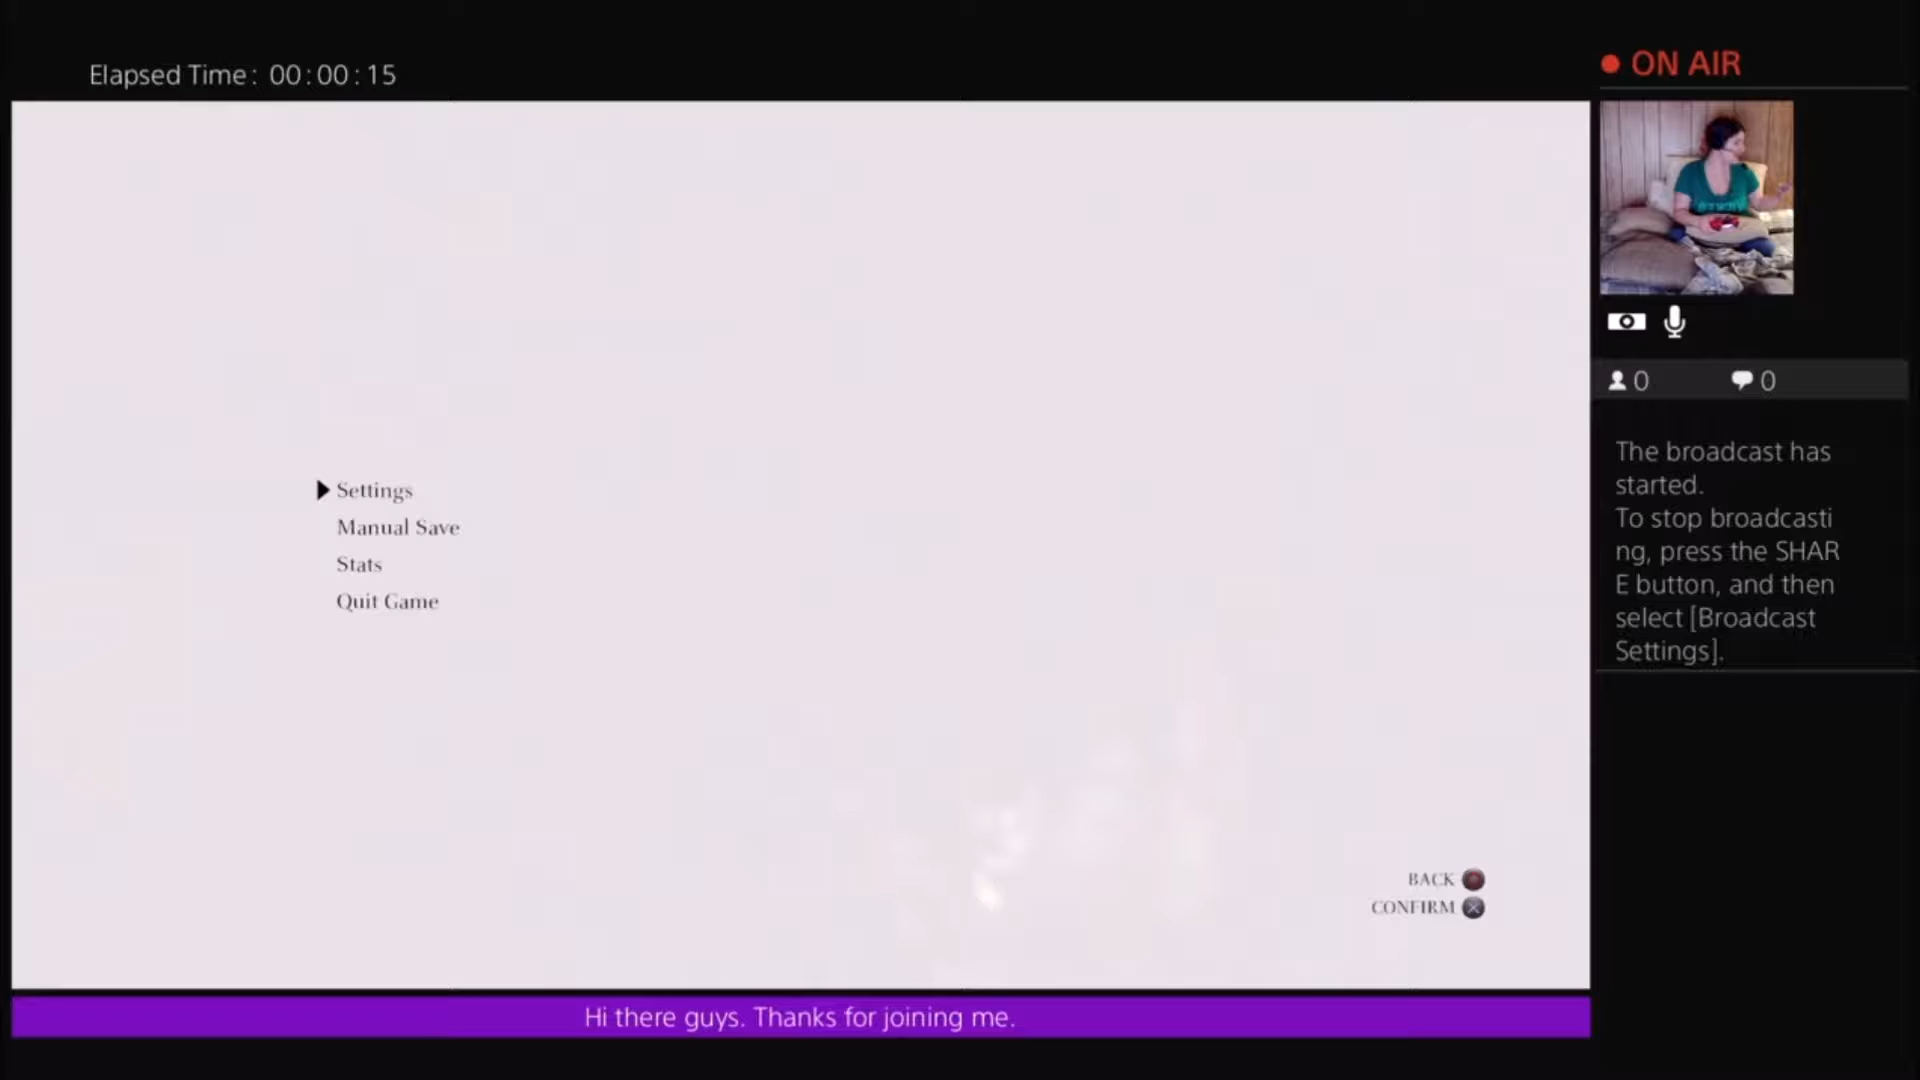 Elapsed Time: 00:00:15
ON AIR
0
0
The broadcast has
started.
To stop broadcasti
ng, press the SHAR
E button, and then
select [Broadcast
Settings].
Settings
Manual Save
Stats
Quit Game
BACK
CONFIRM
Hi there guys. Thanks for joining me.